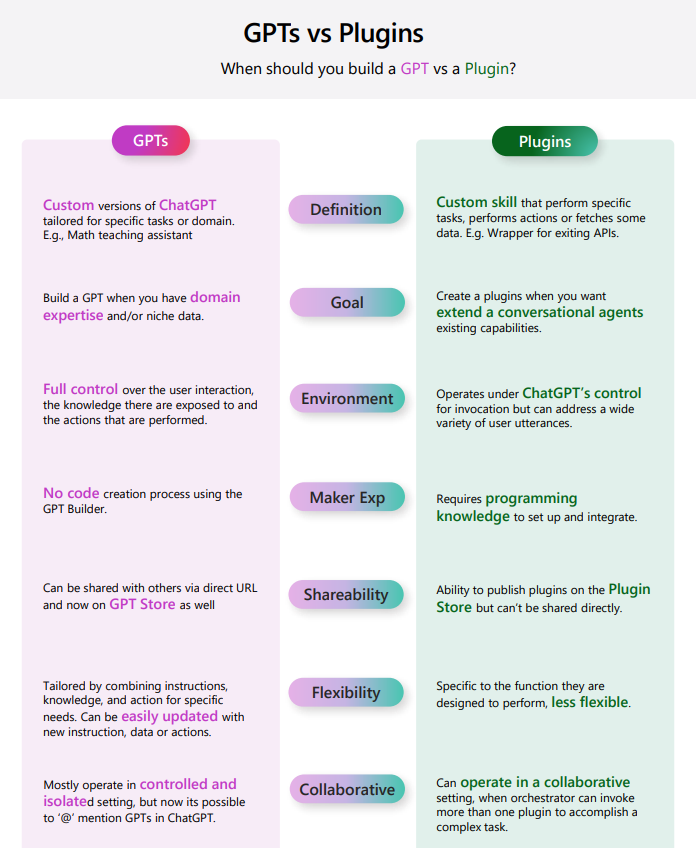 GPTs vs Plugins
When should you build a GPT vs a Plugin?
GPTs
Plugins
Definition
Custom versions of ChatGPT
tailored for specific tasks or domain.
E.g., Math teaching assistant
Custom skill that perform specific
tasks, performs actions or fetches some
data. E.g. Wrapper for exiting APIs.
Goal
Build a GPT when you have domain
expertise and/or niche data.
Create a plugins when you want
extend a conversational agents
existing capabilities.
Environment
Full control over the user interaction,
the knowledge there are exposed to and
the actions that are performed.
Operates under ChatGPT's control
for invocation but can address a wide
variety of user utterances.
Maker Exp
No code creation process using the
GPT Builder.
Requires programming
knowledge to set up and integrate.
Shareability
Can be shared with others via direct URL
and now on GPT Store as well
Ability to publish plugins on the Plugin
Store but can't be shared directly.
Flexibility
Tailored by combining instructions,
knowledge, and action for specific
needs. Can be easily updated with
new instruction, data or actions.
Specific to the function they are
designed to perform, less flexible.
Collaborative
Mostly operate in controlled and
isolated setting, but now its possible
to '@' mention GPTs in ChatGPT.
Can operate in a collaborative
setting, when orchestrator can invoke
more than one plugin to accomplish a
complex task.